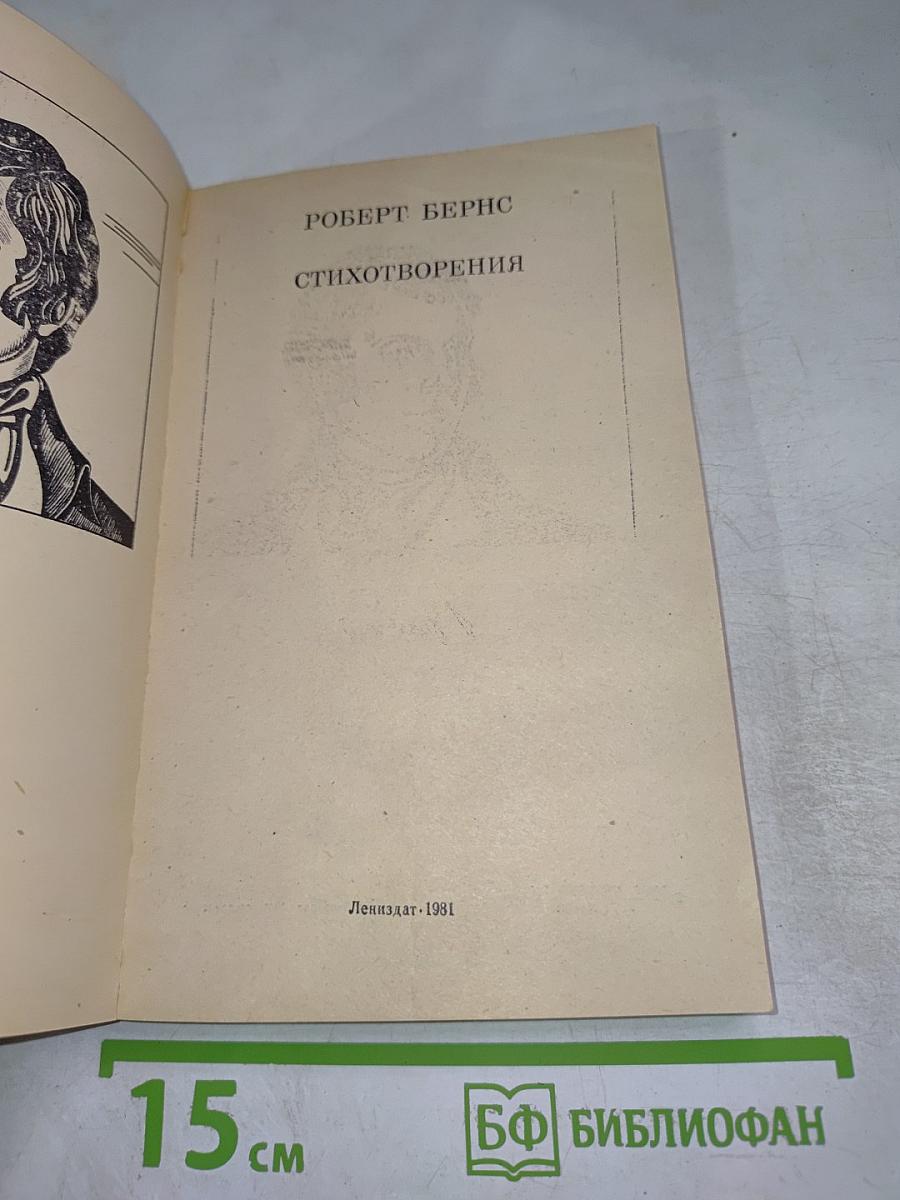 РОБЕРТ БЕРНС
СТИХОТВОРЕНИЯ
Лениздат · 1981
15 см
БФ БИБЛИОФАН